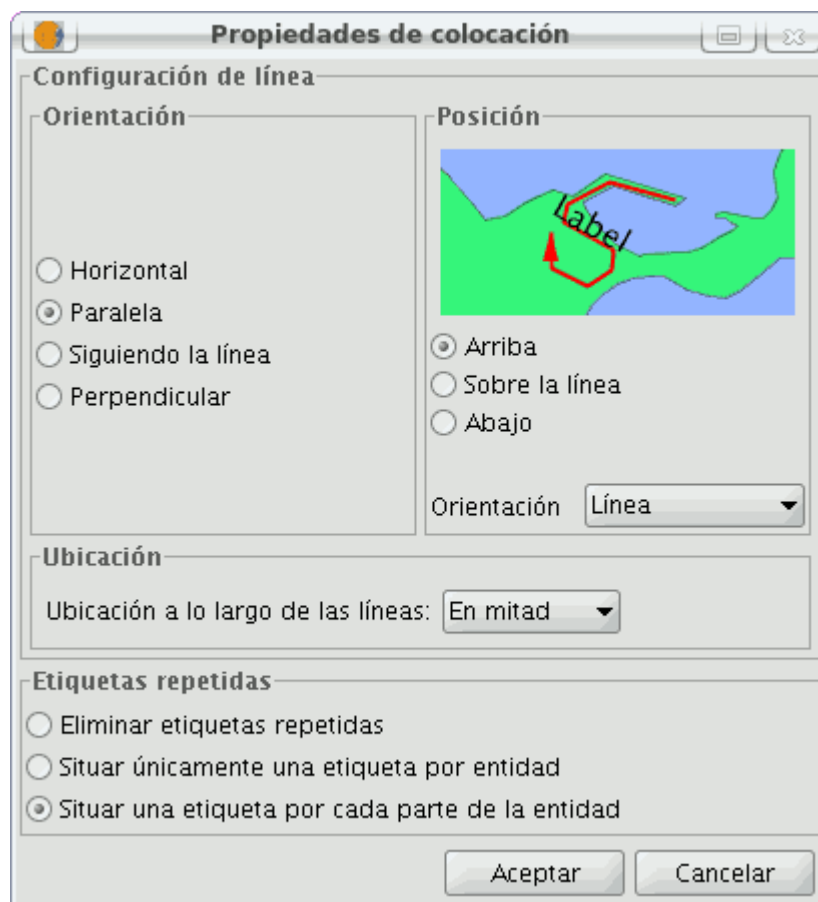 Propiedades de colocación
Configuración de línea
Orientación
Horizontal
Paralela
Siguiendo la línea
Perpendicular
Posición
Label
Arriba
Sobre la línea
Abajo
Orientación Línea
Ubicación
Ubicación a lo largo de las líneas: En mitad
Etiquetas repetidas
Eliminar etiquetas repetidas
Situar únicamente una etiqueta por entidad
Situar una etiqueta por cada parte de la entidad
Aceptar Cancelar